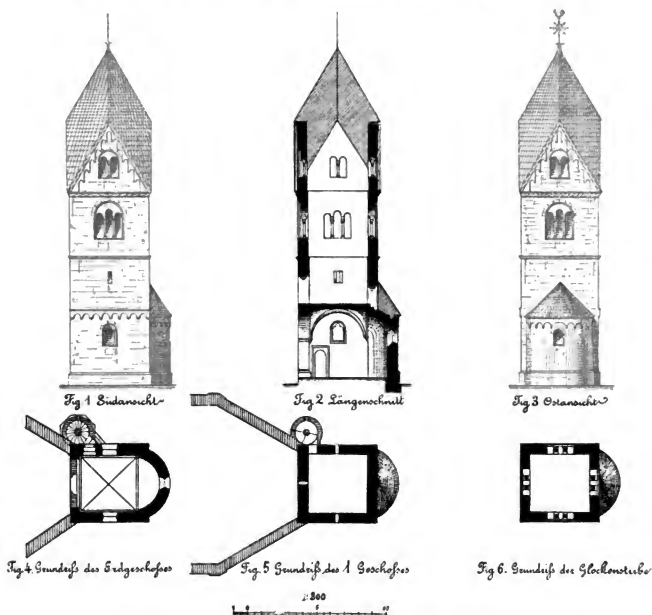 Fig 1 Südansicht
Fig 2 Längenschnitt
Fig 3 Ostansicht
Fig. 4. Grundriß des Erdgeschoßes
Fig. 5 Grundriß des 1 Geschoßes
Fig 6. Grundriß der Glockenstube
1:300